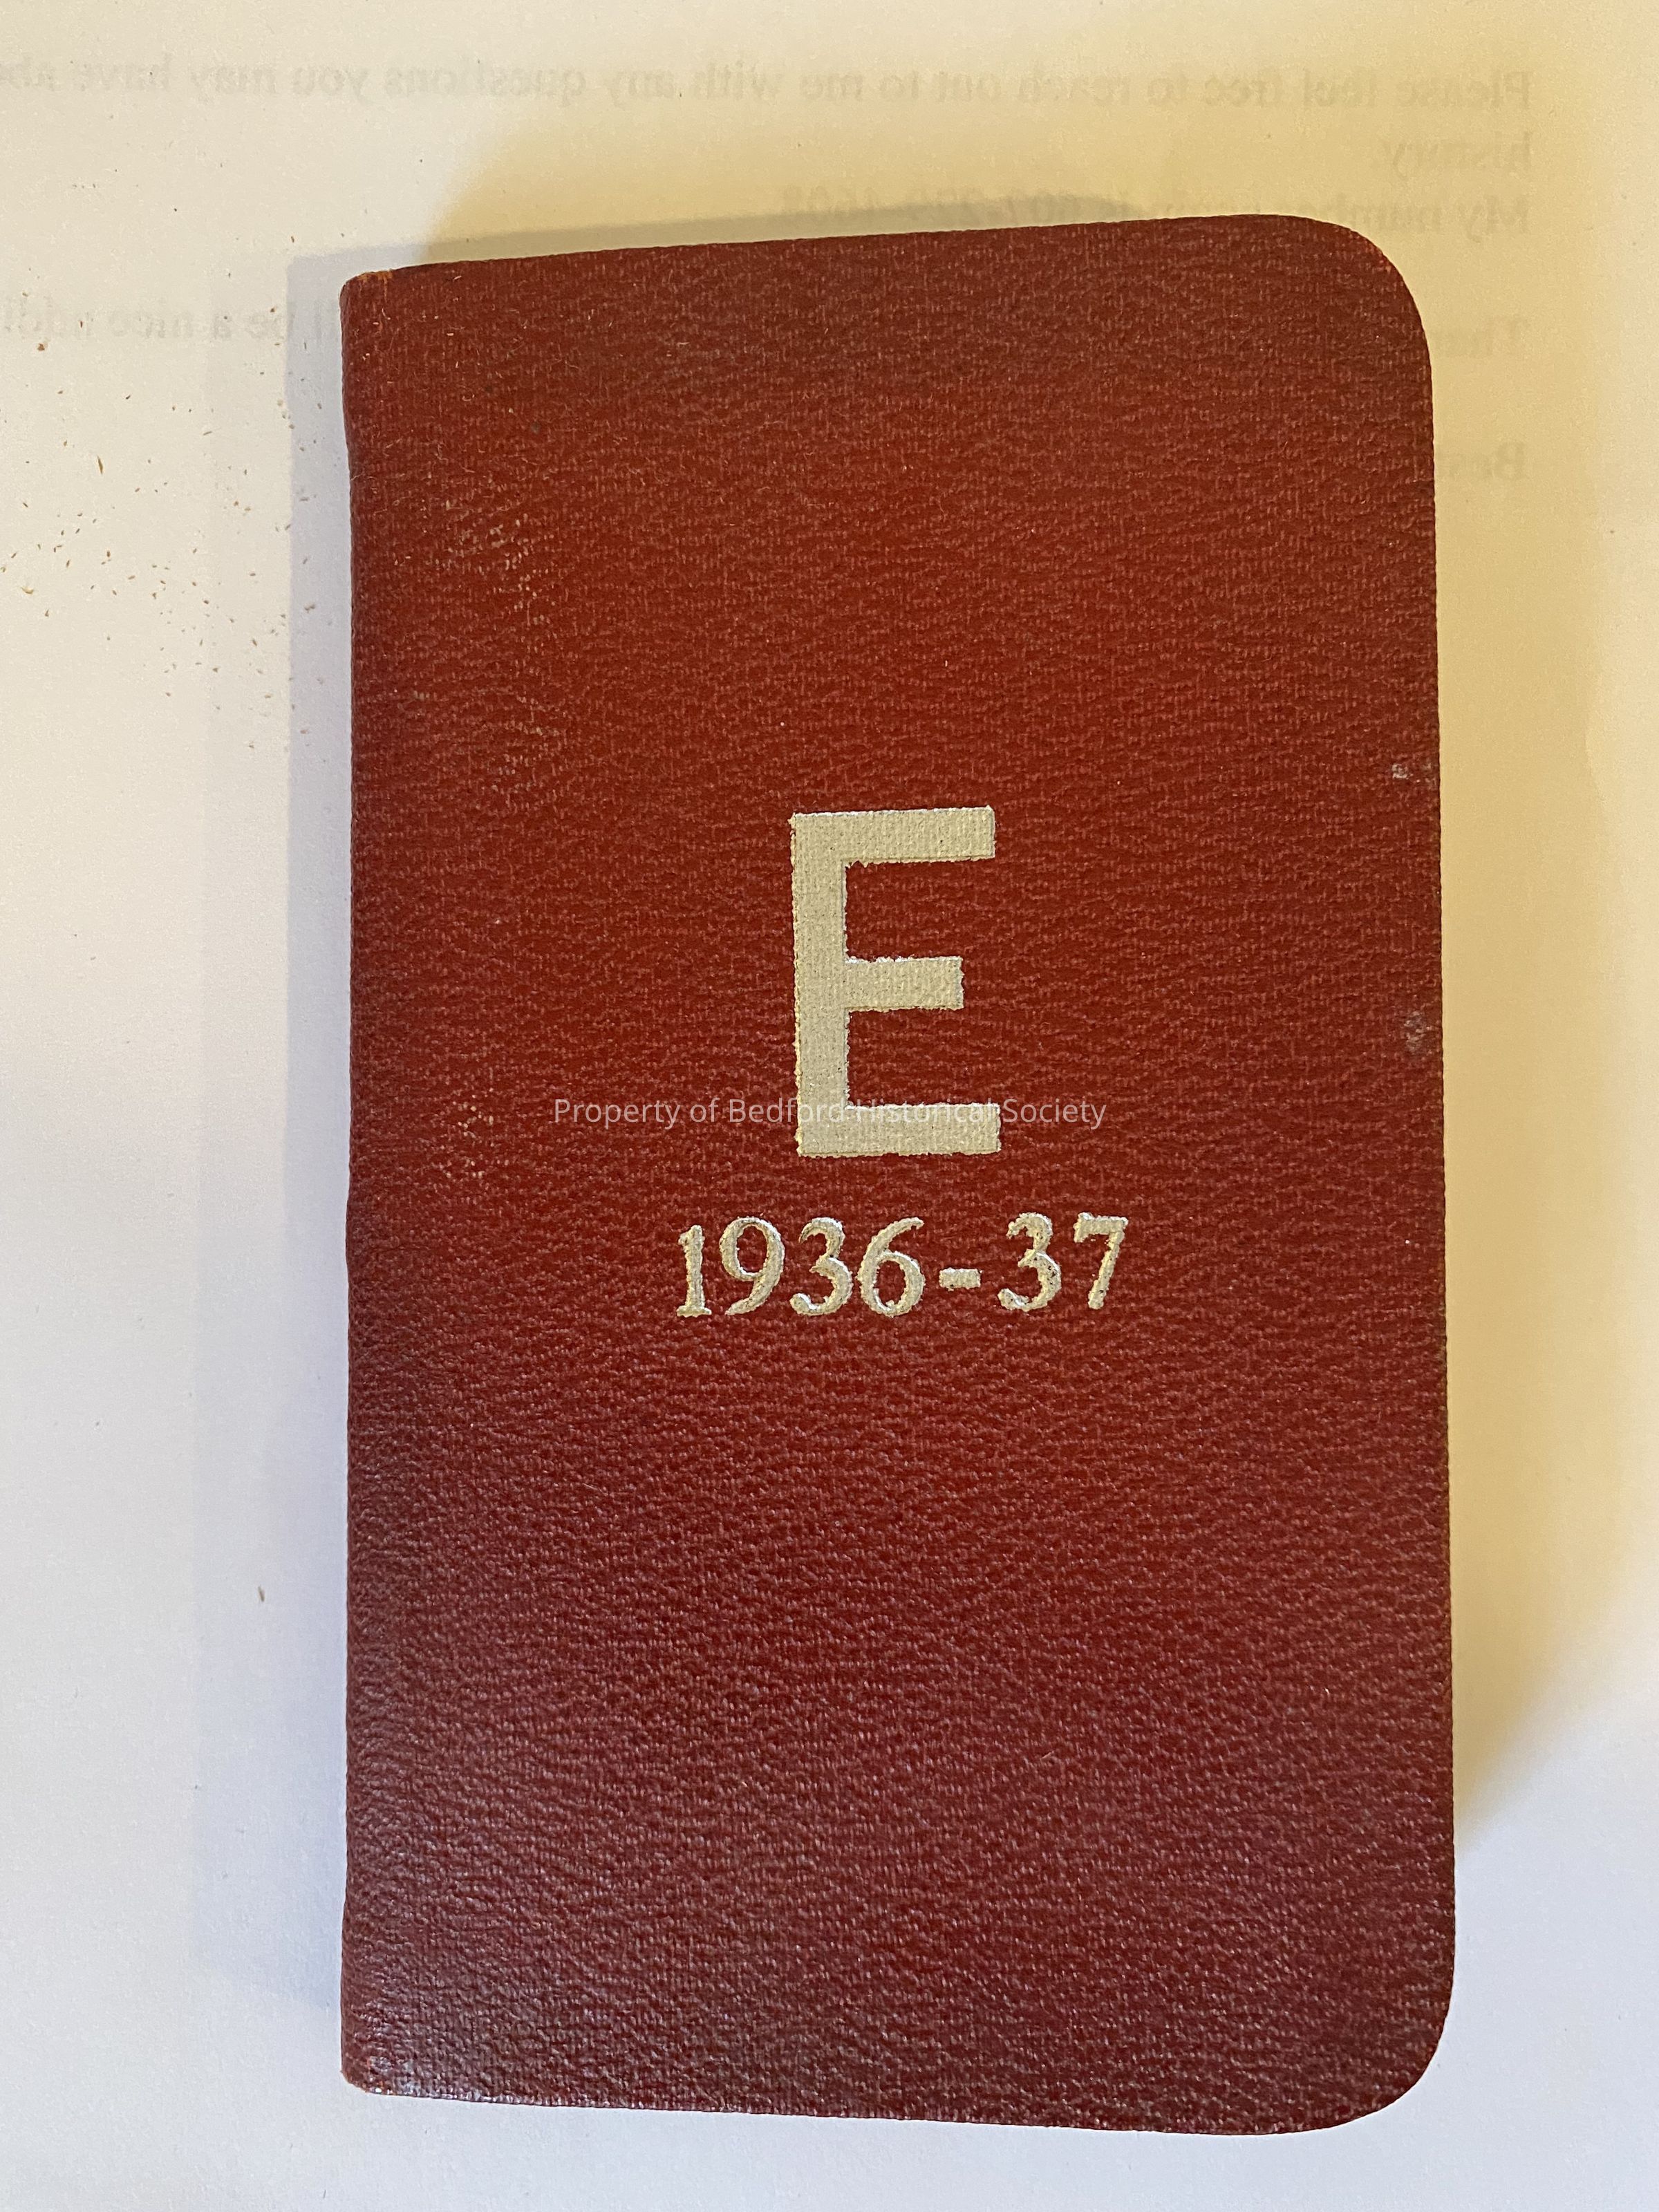 Please feel free to reach out to me with any questions you may have
history
My number
E
Property of Bedford Historical Society
1936-37